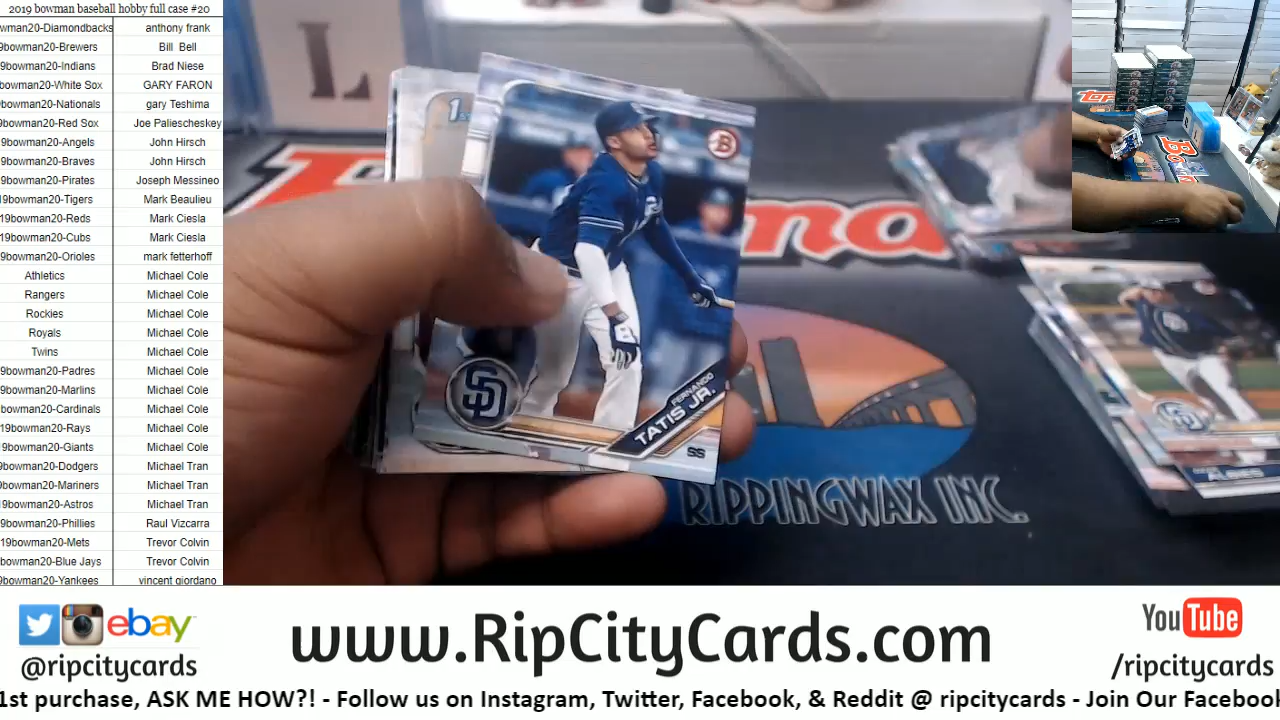 2019 bowman baseball hobby full case #20
wman20-Diamondbacks anthony frank
9bowman20-Brewers Bill Bell
9bowman20-Indians Brad Niese
bowman20-White Sox GARY FARON
9bowman20-Nationals gary Teshima
9bowman20-Red Sox Joe Paliescheskey
9bowman20-Angels John Hirsch
9bowman20-Braves John Hirsch
9bowman20-Pirates Joseph Messineo
9bowman20-Tigers Mark Beaulieu
19bowman20-Reds Mark Ciesla
19bowman20-Cubs Mark Ciesla
9bowman20-Orioles mark fetterhoff
Athletics Michael Cole
Rangers Michael Cole
Rockies Michael Cole
Royals Michael Cole
Twins Michael Cole
9bowman20-Padres Michael Cole
9bowman20-Marlins Michael Cole
bowman20-Cardinals Michael Cole
19bowman20-Rays Michael Cole
9bowman20-Giants Michael Cole
9bowman20-Dodgers Michael Tran
9bowman20-Mariners Michael Tran
9bowman20-Astros Michael Tran
9bowman20-Phillies Raul Vizcarra
19bowman20-Mets Trevor Colvin
bowman20-Blue Jays Trevor Colvin
9bowman20-Yankees vincent giordano
1st
B
SD
FERNANDO
TATIS JR.
SS
RIPPINGWAX INC.
ebay
@ripcitycards
www.RipCityCards.com
YouTube
/ripcitycards
1st purchase, ASK ME HOW?! - Follow us on Instagram, Twitter, Facebook, & Reddit @ ripcitycards - Join Our Facebook